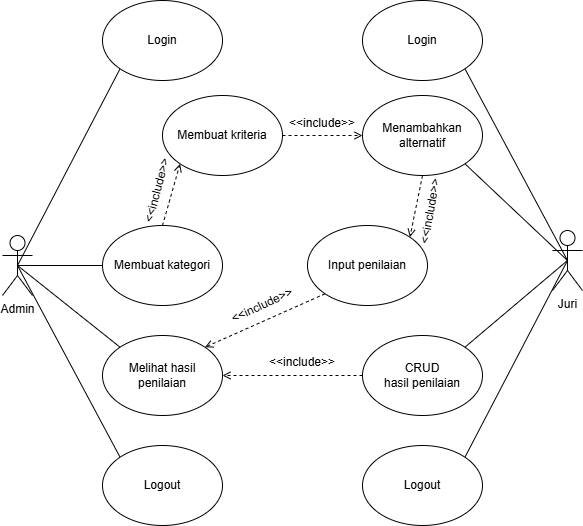 Login
Login
Membuat kriteria
<<include>>
Menambahkan
alternatif
<<include>>
<<include>>
Admin
Membuat kategori
Input penilaian
Juri
<<include>>
Melihat hasil
penilaian
<<include>>
CRUD
hasil penilaian
Logout
Logout